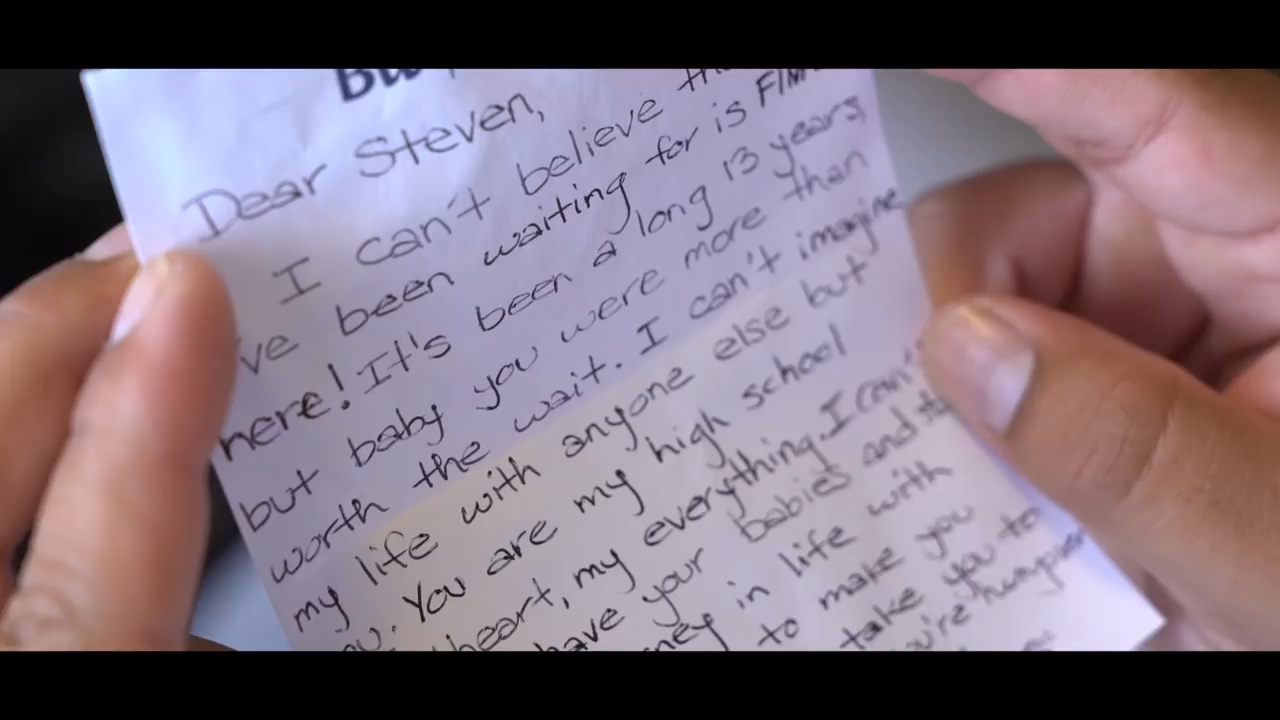 Dear Steven,
I can't believe
've been waiting for is
here! It's been a long 13 years,
but baby you were more than
worth the wait. I can't imagine
my life with anyone else but
You are my high school
heart, my everything. I can't
have your babies and
in life with
to make you
take you to
you're